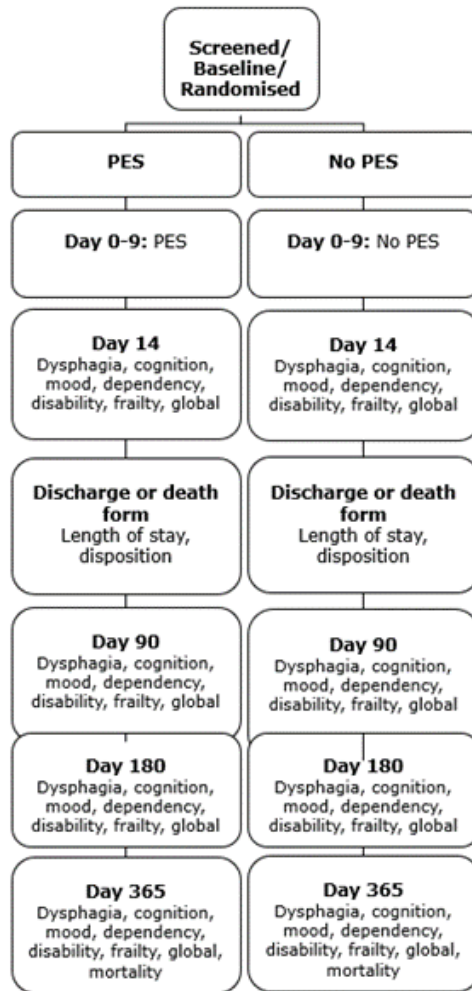 Screened/
Baseline/
Randomised
PES
No PES
Day 0-9: PES
Day 0-9: No PES
Day 14
Dysphagia, cognition,
mood, dependency,
disability, frailty, global
Day 14
Dysphagia, cognition,
mood, dependency,
disability, frailty, global
Discharge or death
form
Length of stay,
disposition
Discharge or death
form
Length of stay,
disposition
Day 90
Dysphagia, cognition,
mood, dependency,
disability, frailty, global
Day 90
Dysphagia, cognition,
mood, dependency,
disability, frailty, global
Day 180
Dysphagia, cognition,
mood, dependency,
disability, frailty, global
Day 180
Dysphagia, cognition,
mood, dependency,
disability, frailty, global
Day 365
Dysphagia, cognition,
mood, dependency,
disability, frailty, global,
mortality
Day 365
Dysphagia, cognition,
mood, dependency,
disability, frailty, global,
mortality